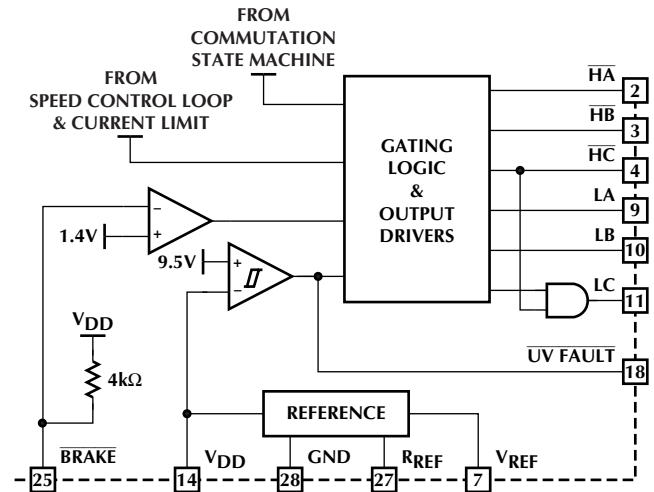 FROM
COMMUTATION
STATE MACHINE
FROM
SPEED CONTROL LOOP
& CURRENT LIMIT
GATING
LOGIC
&
OUTPUT
DRIVERS
HA
2
HB
3
HC
4
LA
9
LB
10
LC
11
UV FAULT
18
–
+
1.4V
9.5V
+
–
VDD
4kΩ
REFERENCE
25
BRAKE
14
VDD
28
GND
27
RREF
7
VREF